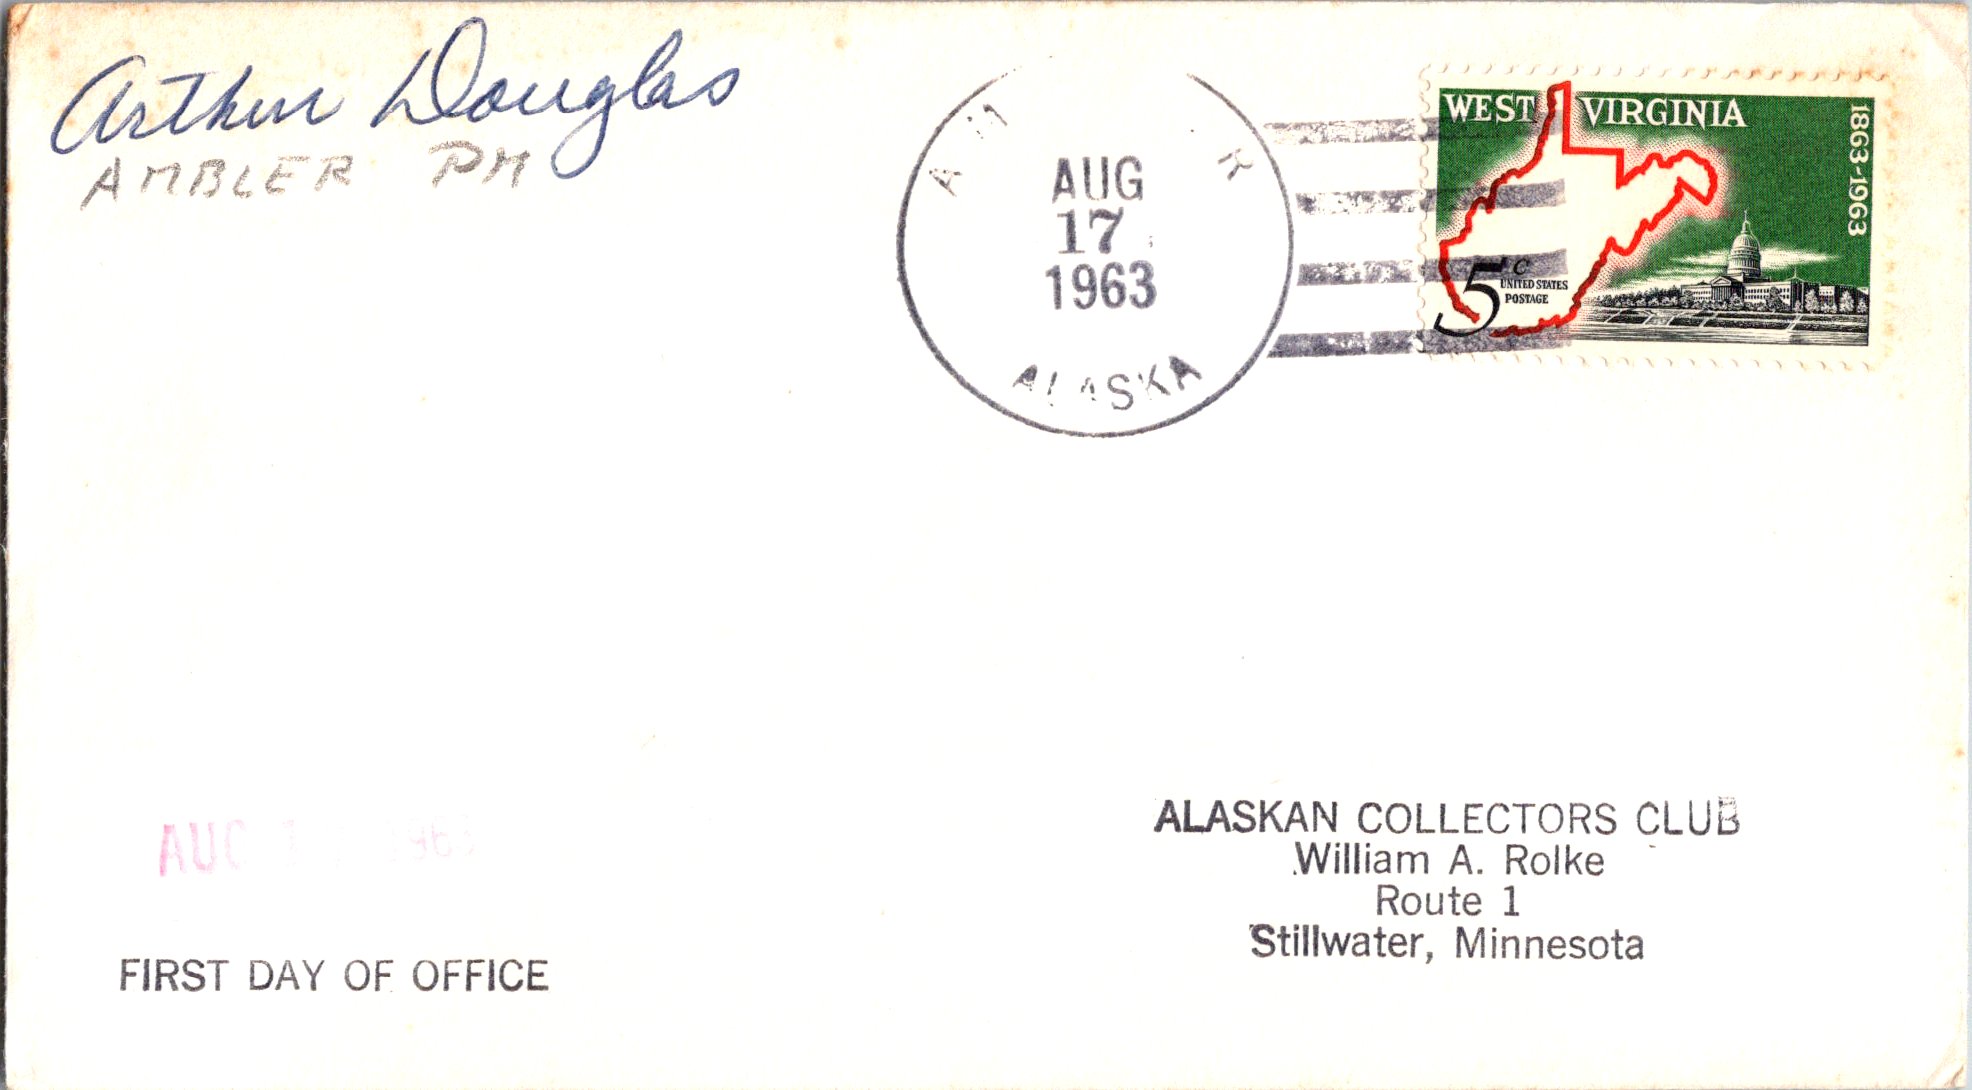 Arthur Douglas
AMBLER PM
AUG
17
1963
ALASKA
WEST VIRGINIA
1863-1963
5c
UNITED STATES
POSTAGE
ALASKAN COLLECTORS CLUB
William A. Rolke
Route 1
Stillwater, Minnesota
AUG
FIRST DAY OF OFFICE